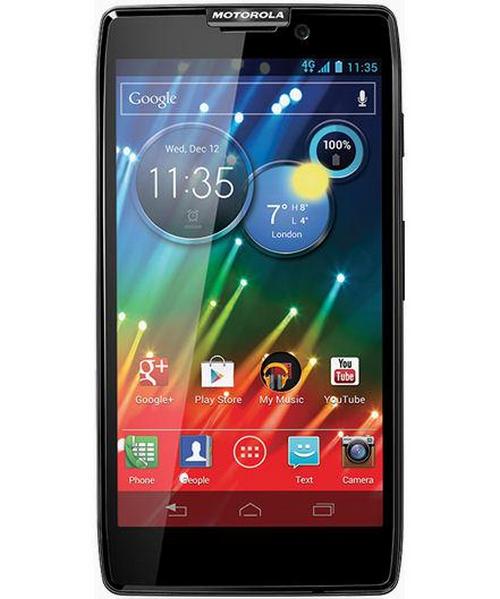 MOTOROLA
4G 11:35
Google
Wed, Dec 12
11:35
100%
7° H 8°
L 4°
London
g+
You
Tube
Google+ Play Store My Music YouTube
Phone People Text Camera